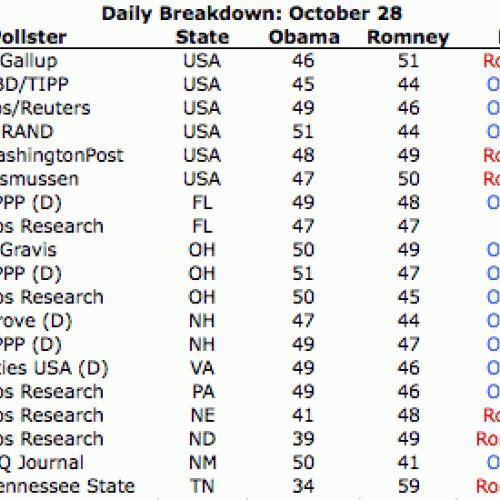 Daily Breakdown: October 28
Pollster State Obama Romney
Gallup USA 46 51 Ro
BD/TIPP USA 45 44 O
os/Reuters USA 49 46 O
RAND USA 51 44 O
ashingtonPost USA 48 49 Ro
smussen USA 47 50 Ro
PPP (D) FL 49 48 O
os Research FL 47 47
Gravis OH 50 49 O
PPP (D) OH 51 47 O
os Research OH 50 45 O
rove (D) NH 47 44 O
PPP (D) NH 49 47 O
ties USA (D) VA 49 46 O
os Research PA 49 46 O
os Research NE 41 48 Ro
os Research ND 39 49 Ro
Q Journal NM 50 41 O
ennessee State TN 34 59 Ro